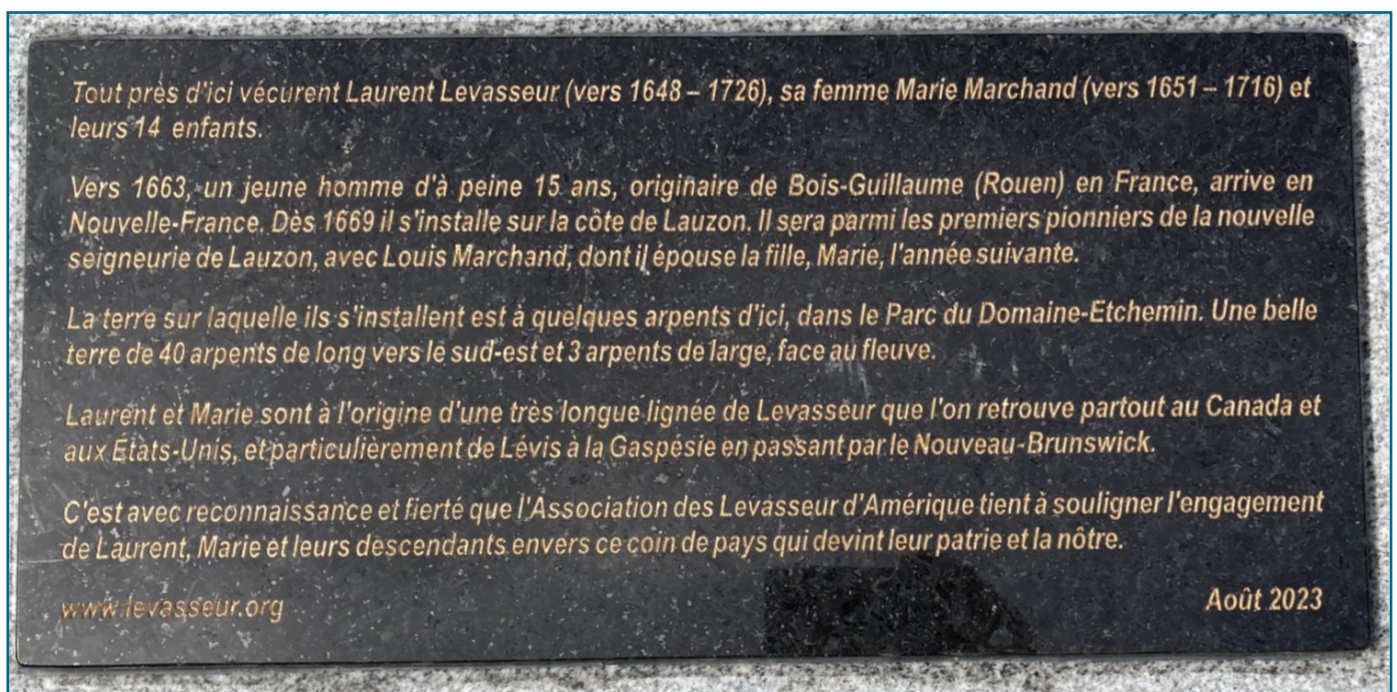 Tout près d'ici vécurent Laurent Levasseur (vers 1648 – 1726), sa femme Marie Marchand (vers 1651 – 1716) et
leurs 14 enfants.
Vers 1663, un jeune homme d'à peine 15 ans, originaire de Bois-Guillaume (Rouen) en France, arrive en
Nouvelle-France. Dès 1669 il s'installe sur la côte de Lauzon. Il sera parmi les premiers pionniers de la nouvelle
seigneurie de Lauzon, avec Louis Marchand, dont il épouse la fille, Marie, l'année suivante.
La terre sur laquelle ils s'installent est à quelques arpents d'ici, dans le Parc du Domaine-Etchemin. Une belle
terre de 40 arpents de long vers le sud-est et 3 arpents de large, face au fleuve.
Laurent et Marie sont à l'origine d'une très longue lignée de Levasseur que l'on retrouve partout au Canada et
aux États-Unis, et particulièrement de Lévis à la Gaspésie en passant par le Nouveau-Brunswick.
C'est avec reconnaissance et fierté que l'Association des Levasseur d'Amérique tient à souligner l'engagement
de Laurent, Marie et leurs descendants envers ce coin de pays qui devint leur patrie et la nôtre.
www.levasseur.org Août 2023